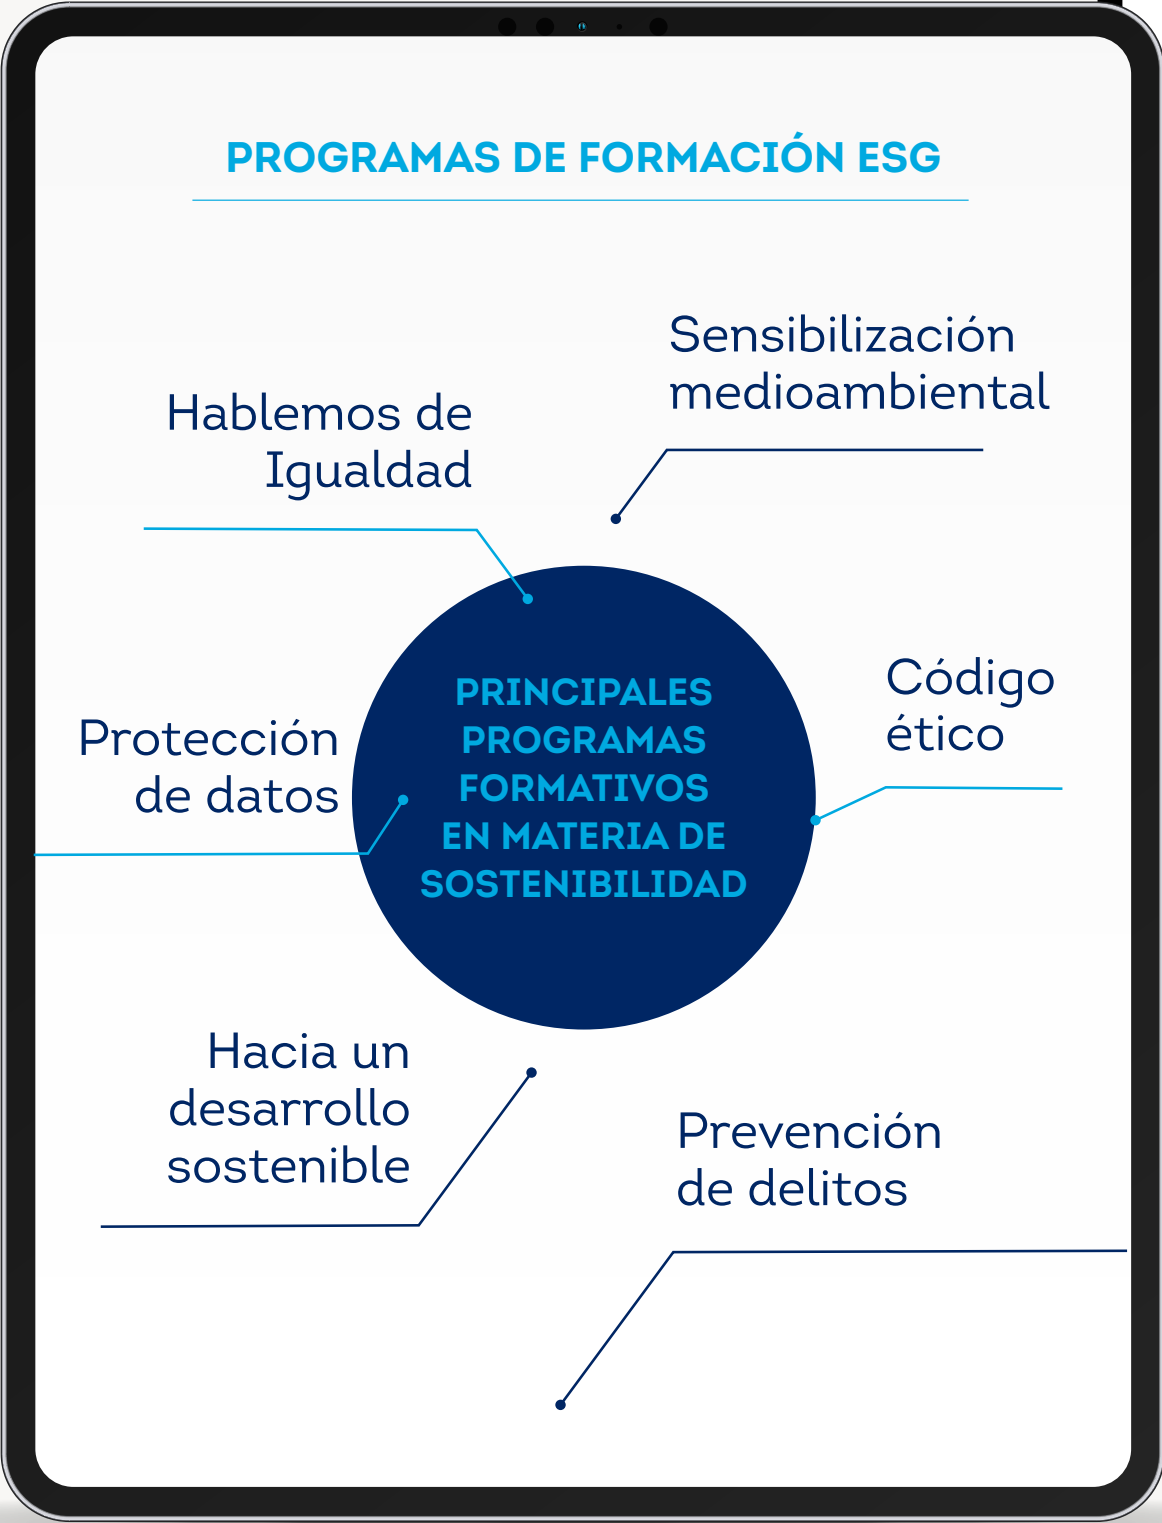 PROGRAMAS DE FORMACIÓN ESG
Sensibilización
medioambiental
Hablemos de
Igualdad
Código
ético
Protección
de datos
PRINCIPALES
PROGRAMAS
FORMATIVOS
EN MATERIA DE
SOSTENIBILIDAD
Hacia un
desarrollo
sostenible
Prevención
de delitos